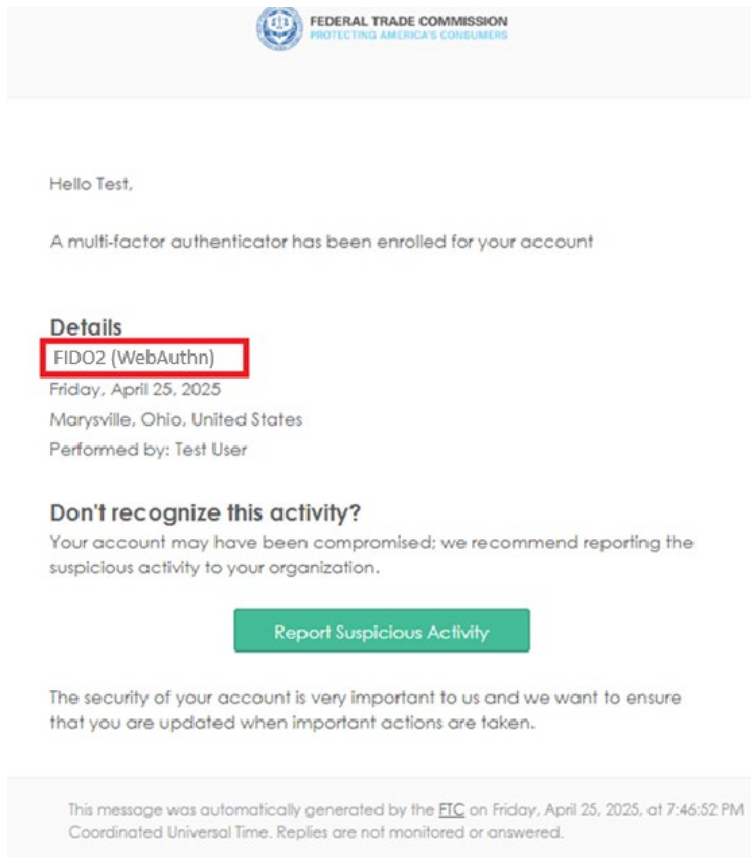 FEDERAL TRADE COMMISSION
PROTECTING AMERICA'S CONSUMERS
Hello Test,
A multi-factor authenticator has been enrolled for your account
Details
FIDO2 (WebAuthn)
Friday, April 25, 2025
Marysville, Ohio, United States
Performed by: Test User
Don't recognize this activity?
Your account may have been compromised; we recommend reporting the
suspicious activity to your organization.
Report Suspicious Activity
The security of your account is very important to us and we want to ensure
that you are updated when important actions are taken.
This message was automatically generated by the FTC on Friday, April 25, 2025, at 7:46:52 PM
Coordinated Universal Time. Replies are not monitored or answered.